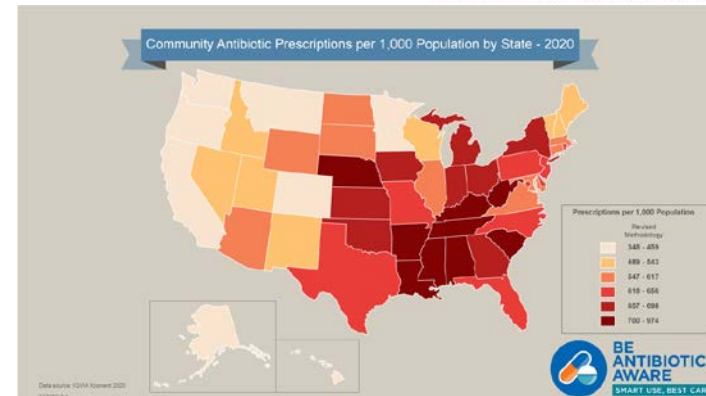 Community Antibiotic Prescriptions per 1,000 Population by State - 2020
Prescriptions per 1,000 Population
Revised
Methodology
348 - 459
489 - 543
547 - 617
618 - 656
657 - 698
700 - 974
Data source: IQVIA Xponent 2020
BE
ANTIBIOTIC
AWARE
SMART USE, BEST CARE